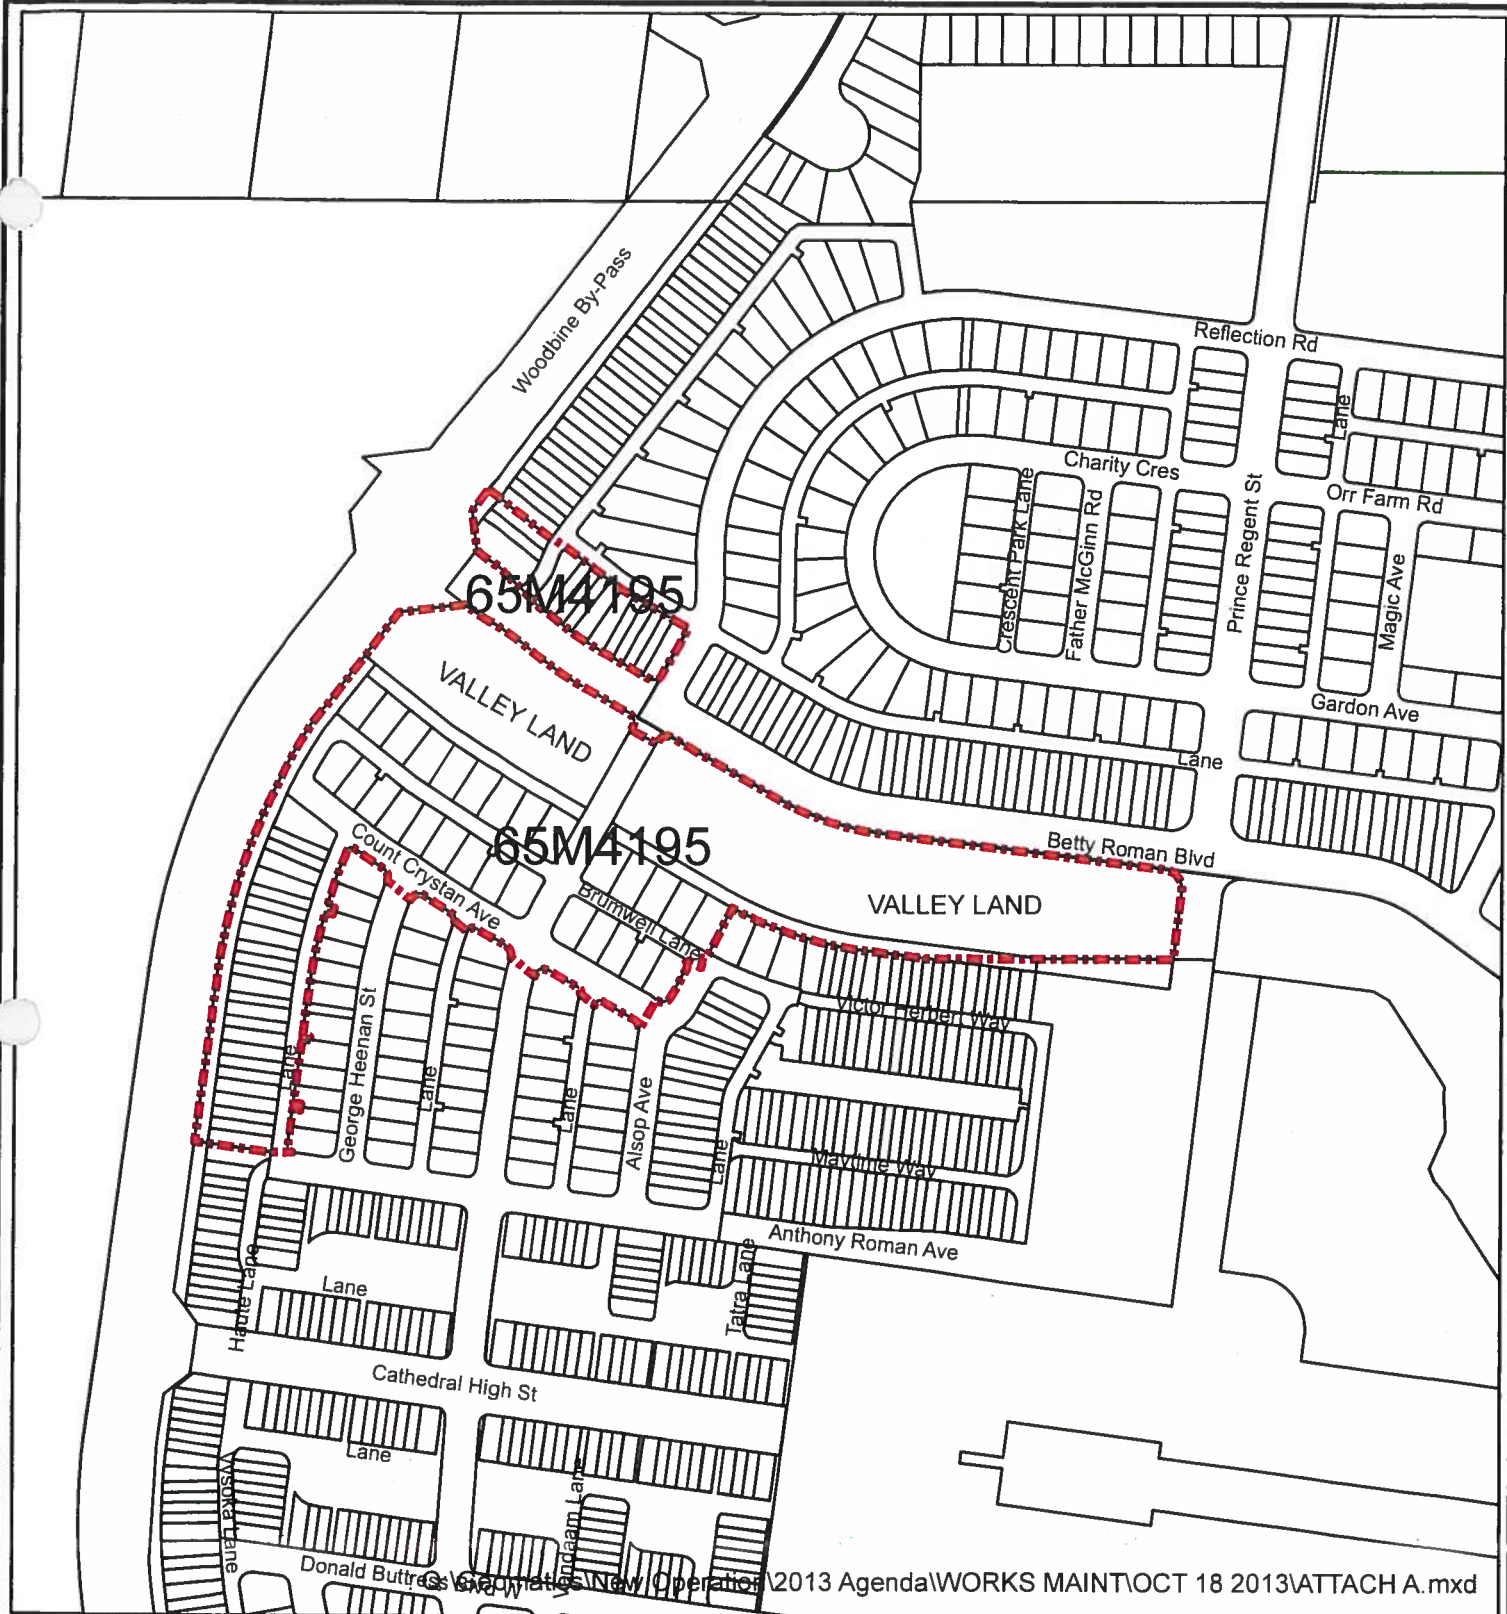 Woodbine By-Pass
Reflection Rd
Lane
Charity Cres
Orr Farm Rd
Crescent Park Lane
Father McGinn Rd
Prince Regent St
Magic Ave
65M4195
VALLEY LAND
Gardon Ave
Lane
Count Crystan Ave
65M4195
Betty Roman Blvd
Brumwell Lane
VALLEY LAND
Victor Herbert Way
George Heenan St
Lane
Lane
Lane
Alsop Ave
Lane
Maytime Way
Anthony Roman Ave
Haute Lane
Lane
Tatra Lane
Cathedral High St
Lane
Vysoka Lane
Lane
Donald Buttress Blvd W
\Geomatics\New Operation\2013 Agenda\WORKS MAINT\OCT 18 2013\ATTACH A.mxd